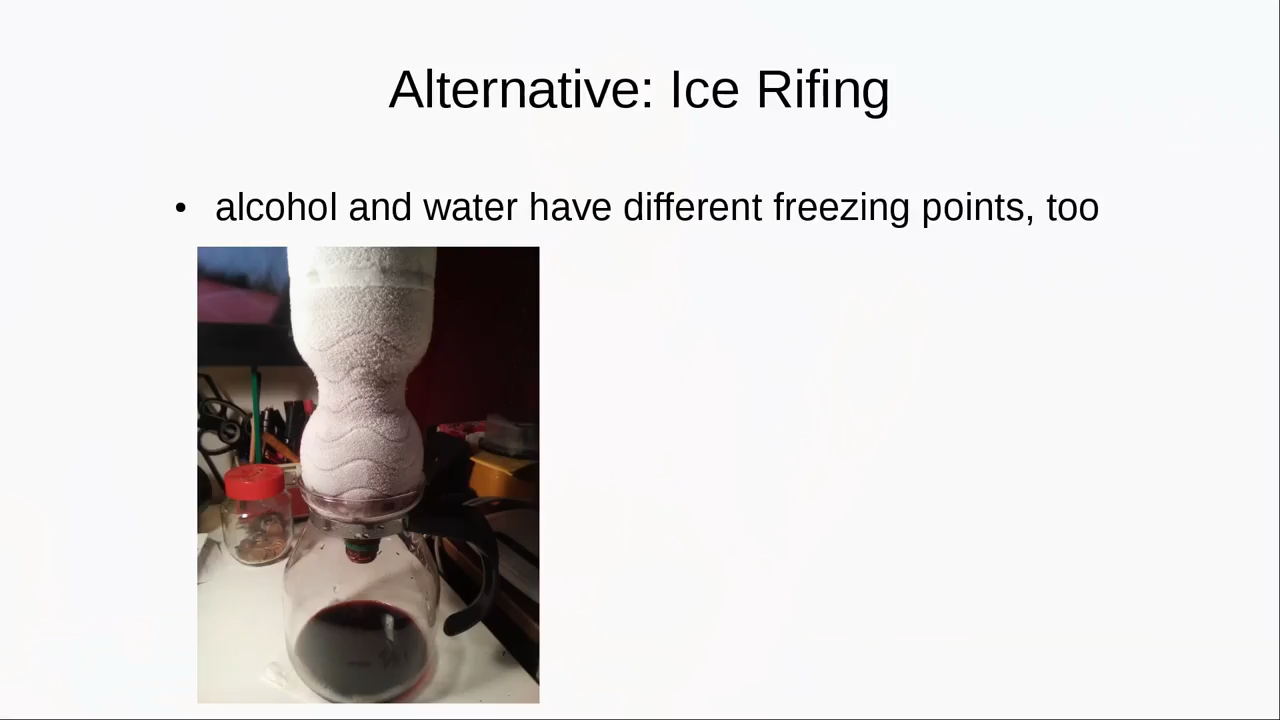 Alternative: Ice Rifing
• alcohol and water have different freezing points, too